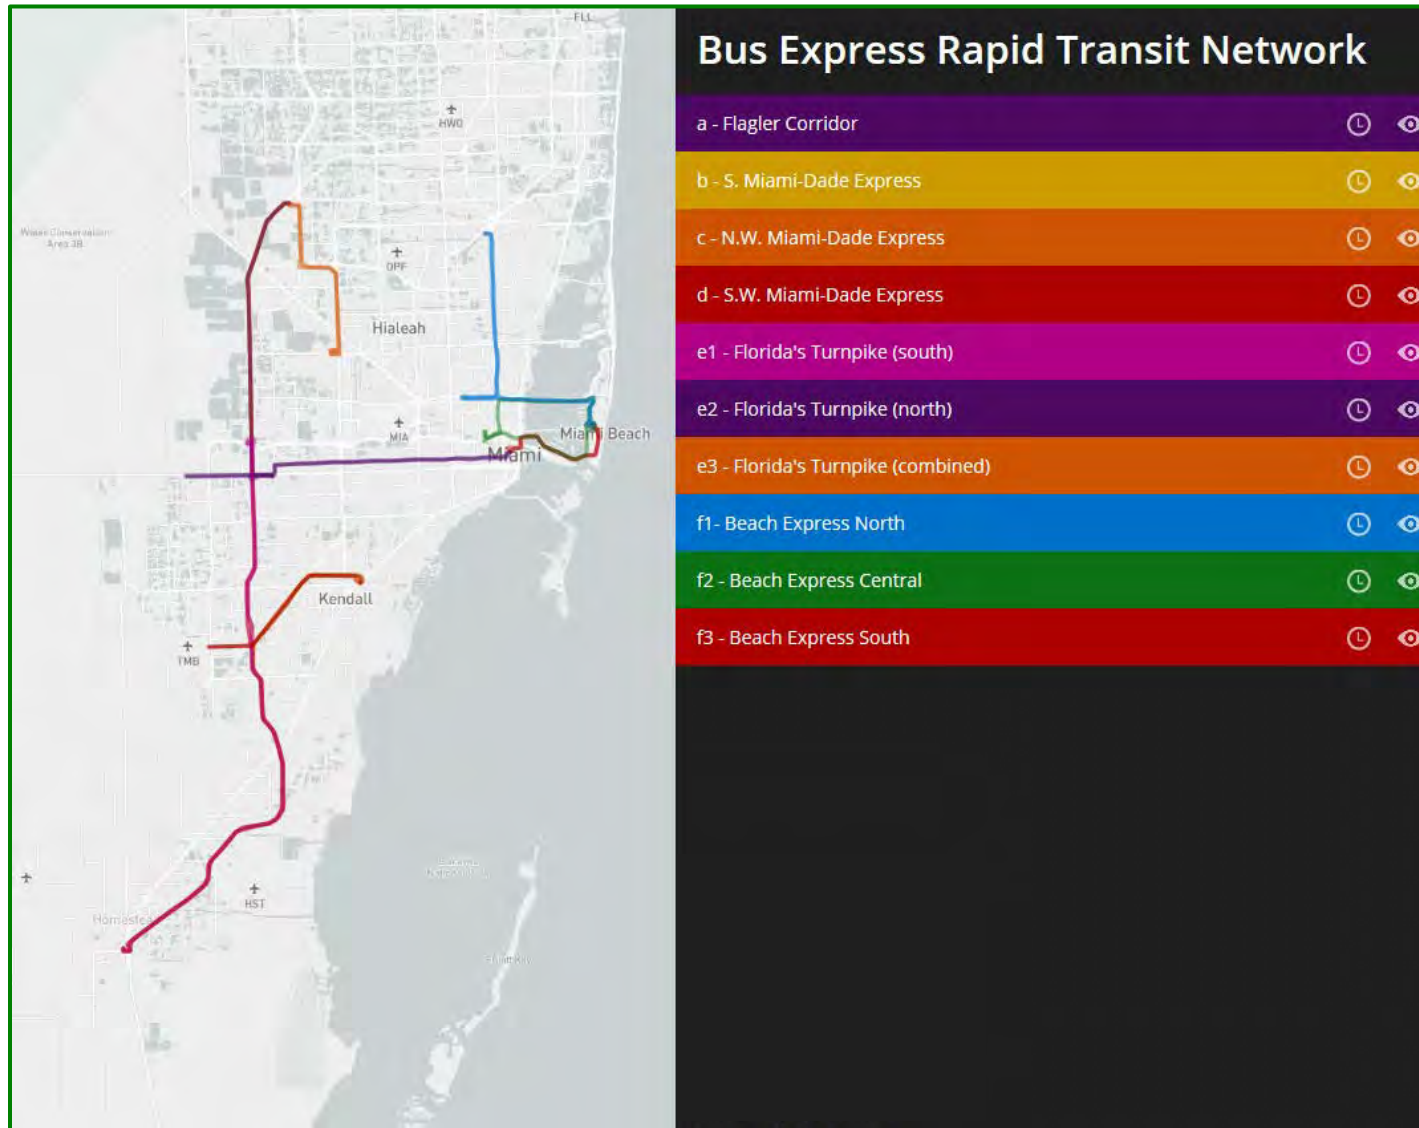 FLL
HWO
Area 3B
OPF
Hialeah
MIA
Miami Beach
Miami
Kendall
TMB
HST
Bus Express Rapid Transit Network
a - Flagler Corridor
b - S. Miami-Dade Express
c - N.W. Miami-Dade Express
d - S.W. Miami-Dade Express
e1 - Florida's Turnpike (south)
e2 - Florida's Turnpike (north)
e3 - Florida's Turnpike (combined)
f1- Beach Express North
f2 - Beach Express Central
f3 - Beach Express South